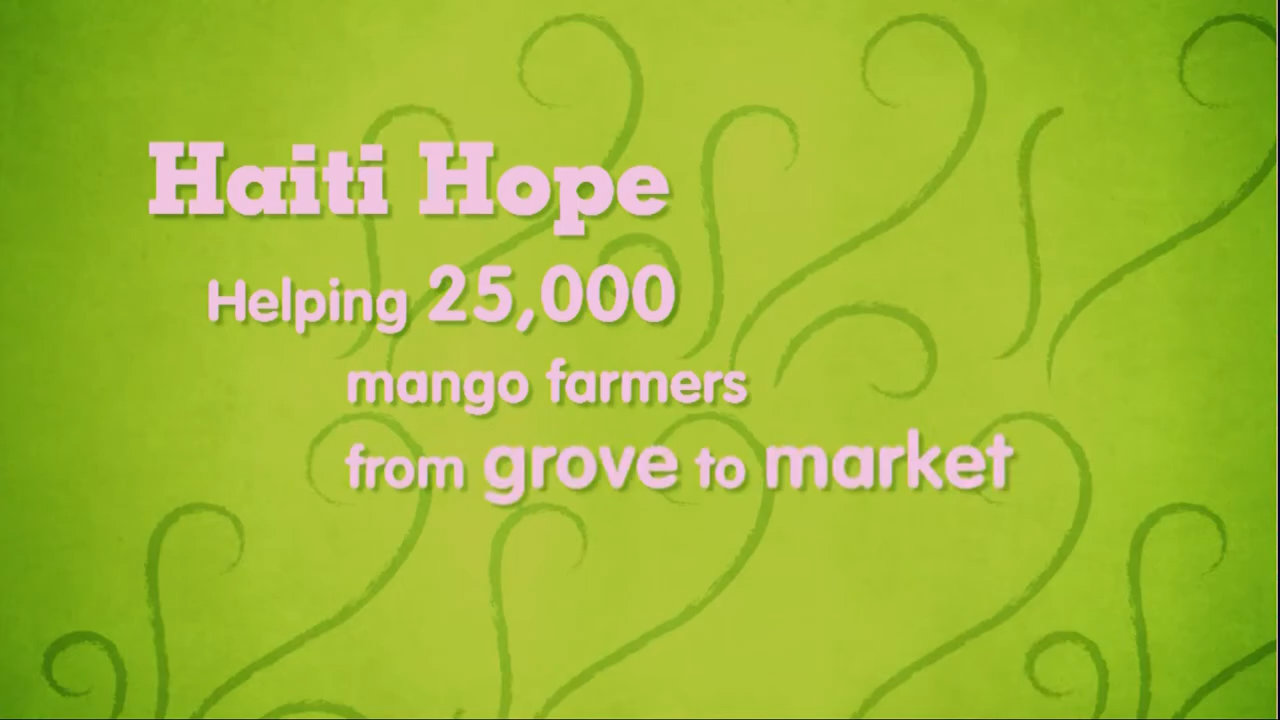 Haiti Hope
Helping 25,000
mango farmers
from grove to market